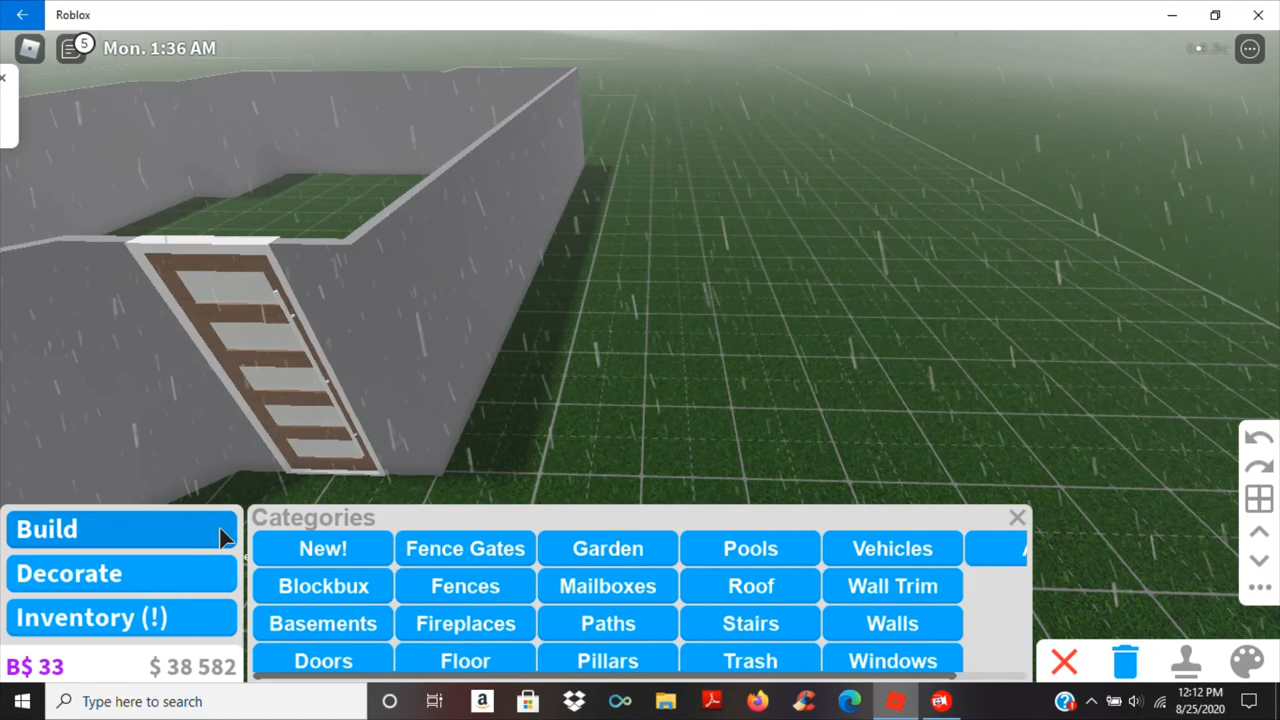 Roblox
5
Mon. 1:36 AM
Build
Decorate
Inventory (!)
B$ 33
$ 38 582
Categories
New!
Fence Gates
Garden
Pools
Vehicles
Blockbux
Fences
Mailboxes
Roof
Wall Trim
Basements
Fireplaces
Paths
Stairs
Walls
Doors
Floor
Pillars
Trash
Windows
Type here to search
12:12 PM
8/25/2020